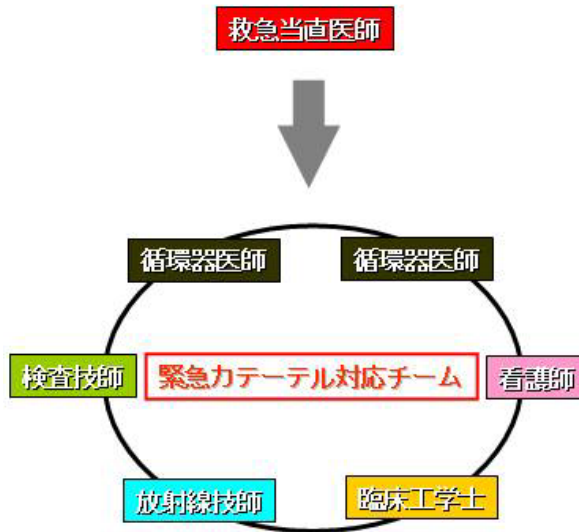 救急当直医師
循環器医師
循環器医師
検査技師
緊急カテーテル対応チーム
看護師
放射線技師
臨床工学士